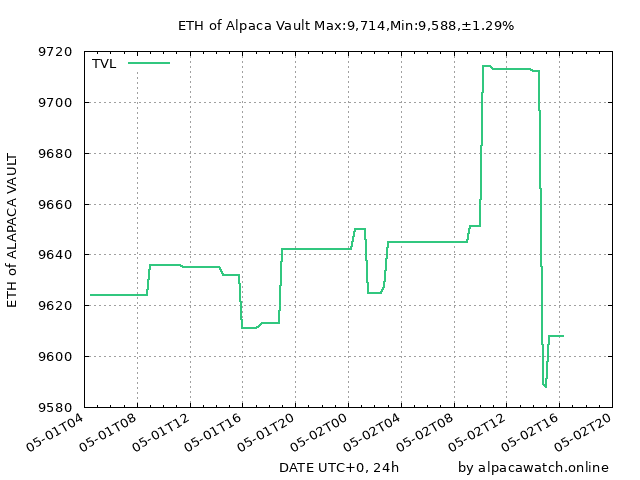 ETH of Alpaca Vault Max:9,714,Min:9,588,±1.29%
TVL
9720
9700
9680
9660
9640
9620
9600
9580
ETH of ALAPACA VAULT
05-01T04
05-01T08
05-01T12
05-01T16
05-01T20
05-02T00
05-02T04
05-02T08
05-02T12
05-02T16
05-02T20
DATE UTC+0, 24h
by alpacawatch.online